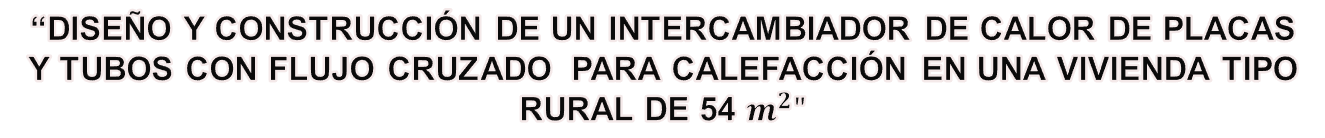 “DISEÑO Y CONSTRUCCIÓN DE UN INTERCAMBIADOR DE CALOR DE PLACAS
Y TUBOS CON FLUJO CRUZADO PARA CALEFACCIÓN EN UNA VIVIENDA TIPO
RURAL DE 54 m²"